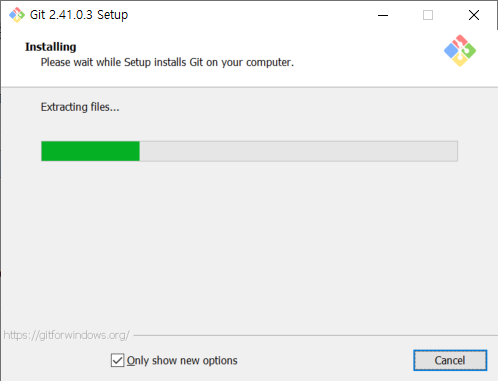 Git 2.41.0.3 Setup
Installing
Please wait while Setup installs Git on your computer.
Extracting files...
https://gitforwindows.org/
Only show new options
Cancel